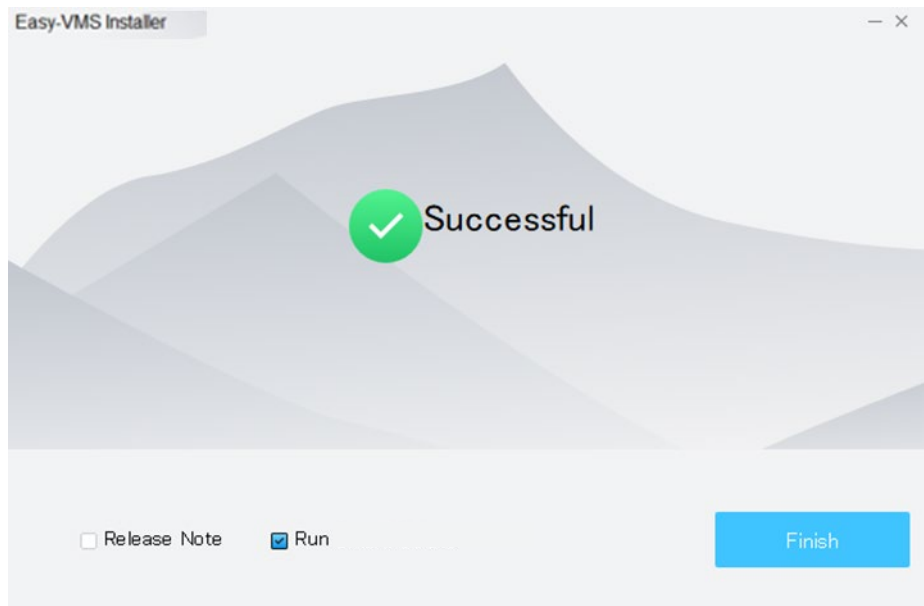 Easy-VMS Installer
Successful
Release Note
Run
Finish